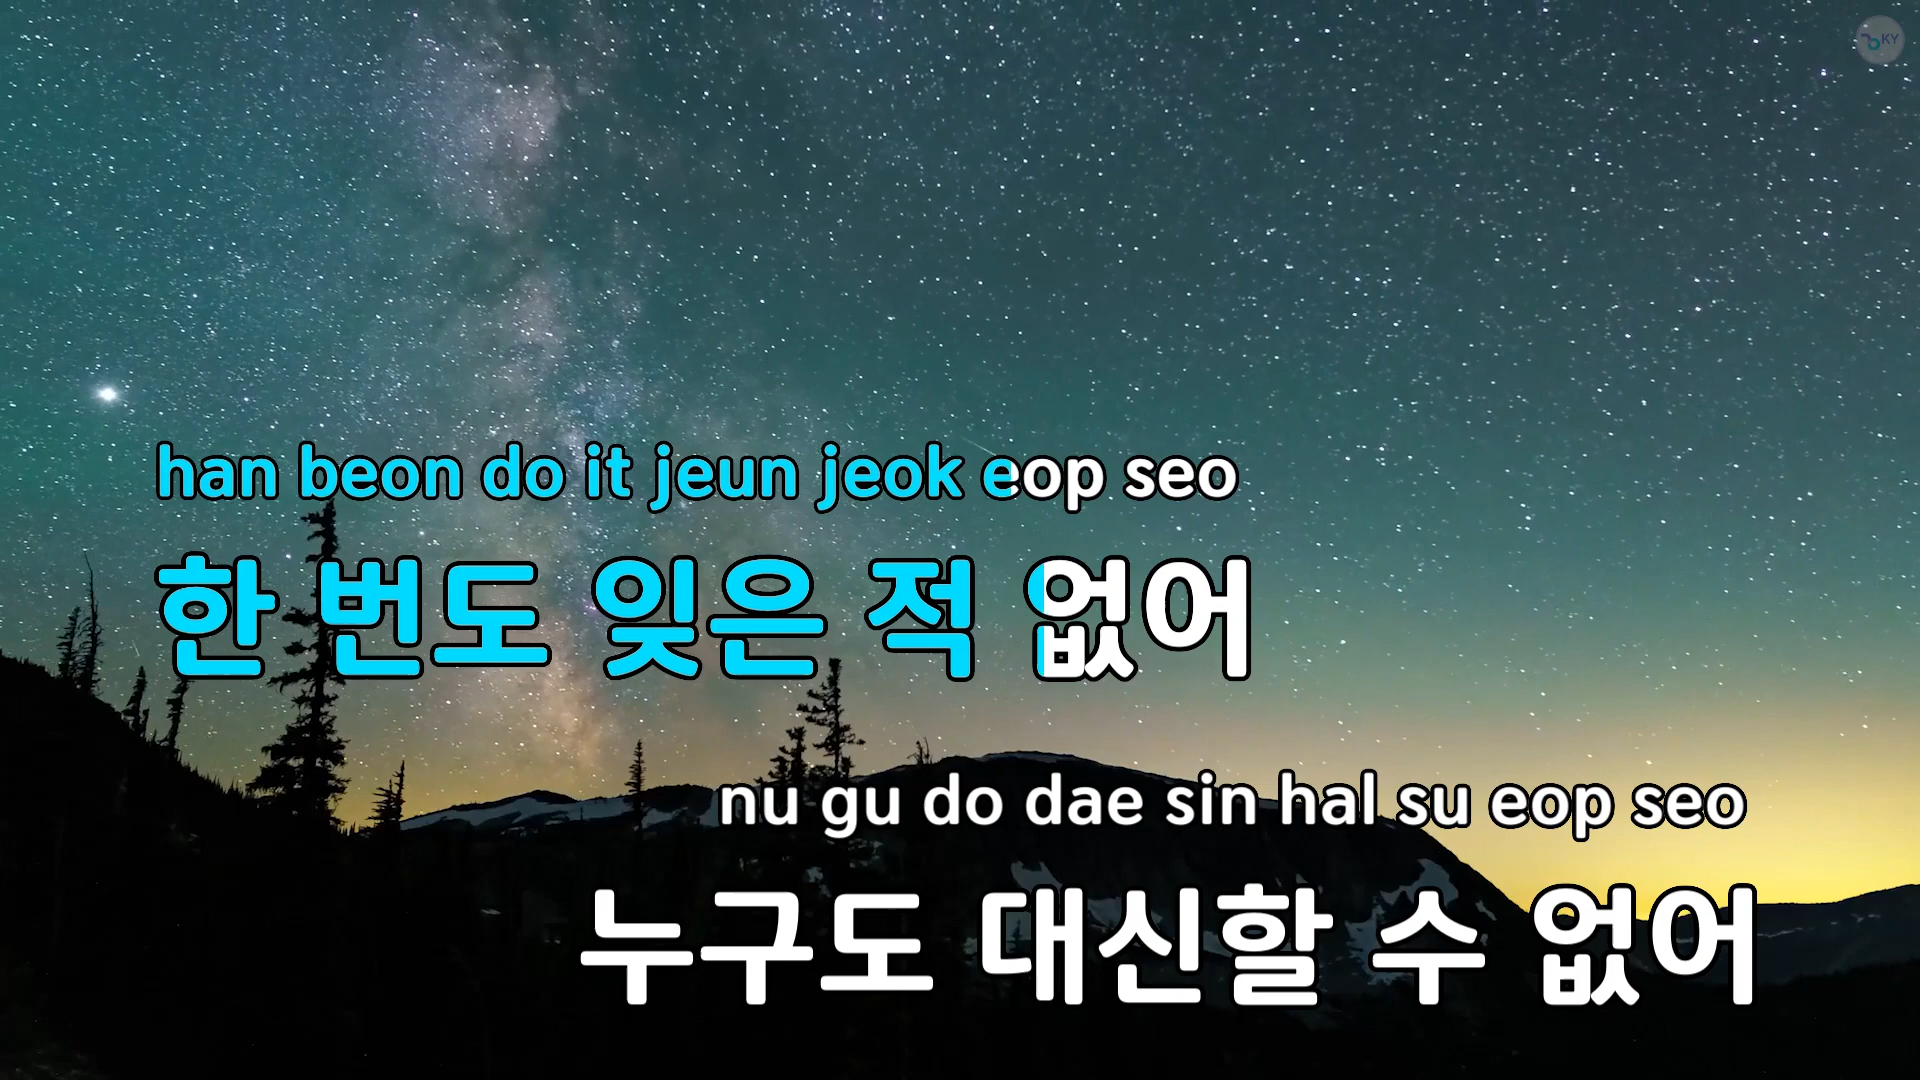 KY
han beon do it jeun jeok eop seo
한 번도 잊은 적 없어
nu gu do dae sin hal su eop seo
누구도 대신할 수 없어